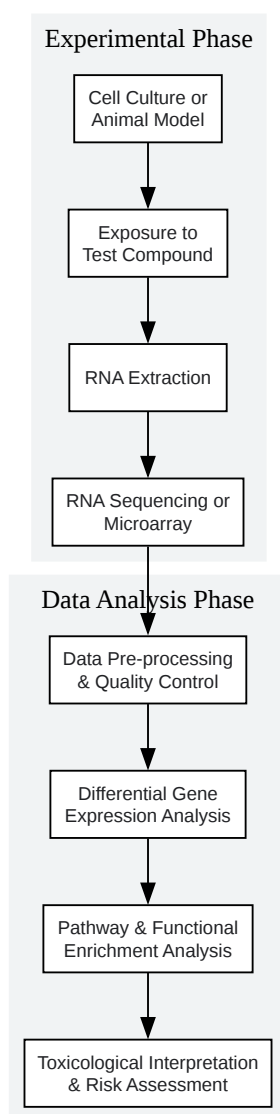 Experimental Phase
Cell Culture or
Animal Model
Exposure to
Test Compound
RNA Extraction
RNA Sequencing or
Microarray
Data Analysis Phase
Data Pre-processing
& Quality Control
Differential Gene
Expression Analysis
Pathway & Functional
Enrichment Analysis
Toxicological Interpretation
& Risk Assessment